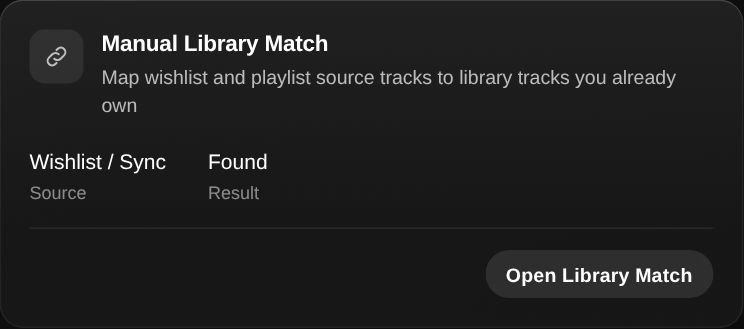 Manual Library Match
Map wishlist and playlist source tracks to library tracks you already
own
Wishlist / Sync
Source
Found
Result
Open Library Match